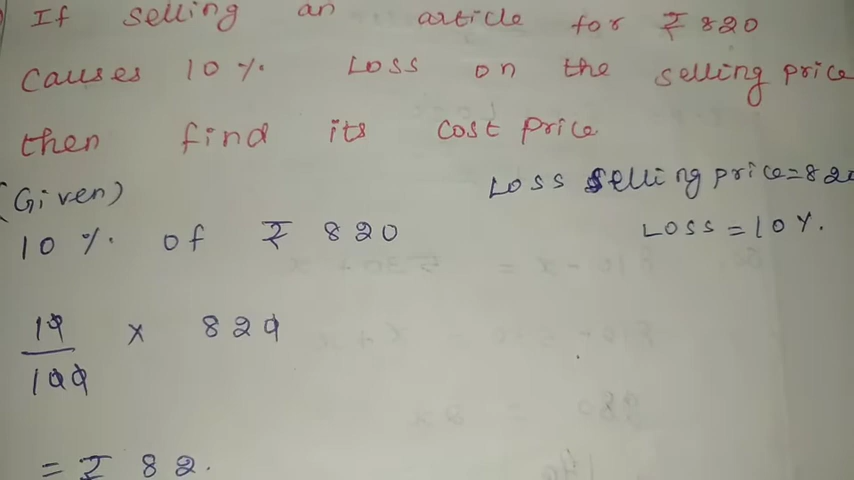 If selling an article for ₹ 820
causes 10 %. Loss on the selling price
then find its cost price
(Given)
Loss selling price = 820
10 %. of ₹ 820
Loss = 10 %.
10/100 × 820
= ₹ 82.